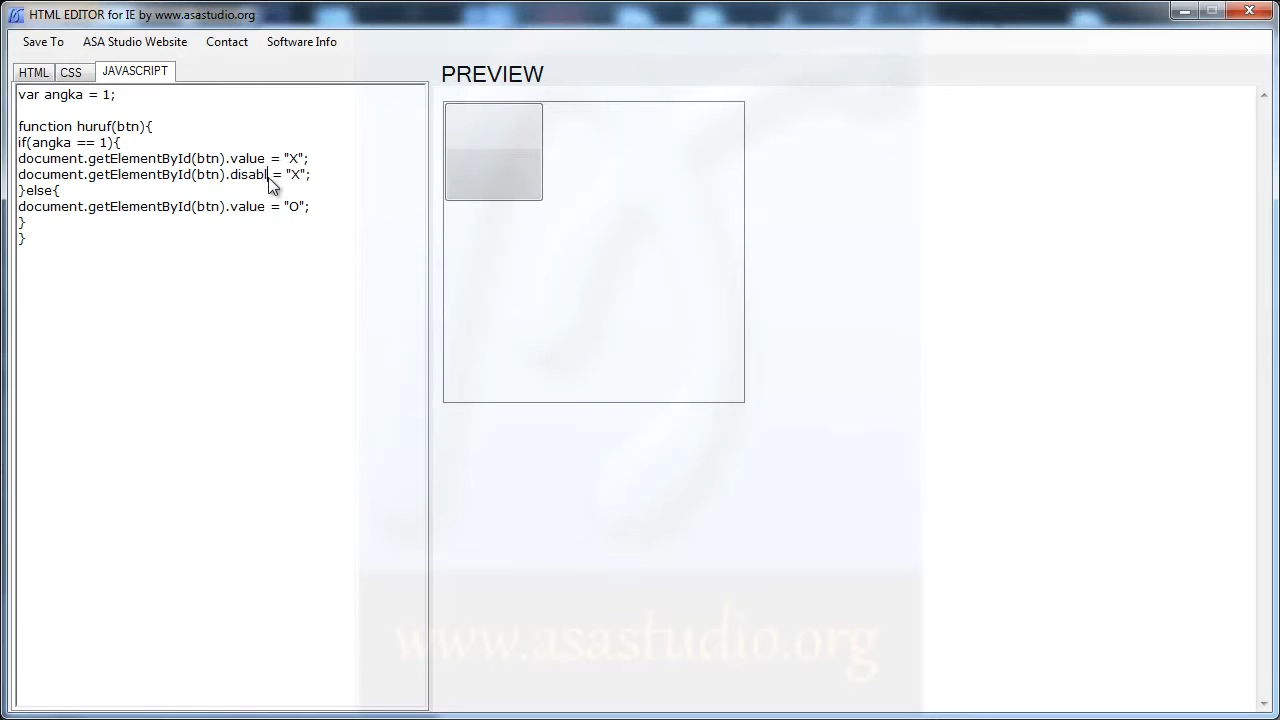 HTML EDITOR for IE by www.asastudio.org
Save To ASA Studio Website Contact Software Info
HTML CSS JAVASCRIPT
PREVIEW
var angka = 1;
function huruf(btn){
if(angka == 1){
document.getElementById(btn).value = "X";
document.getElementById(btn).disabl = "X";
}else{
document.getElementById(btn).value = "O";
}
}
www.asastudio.org